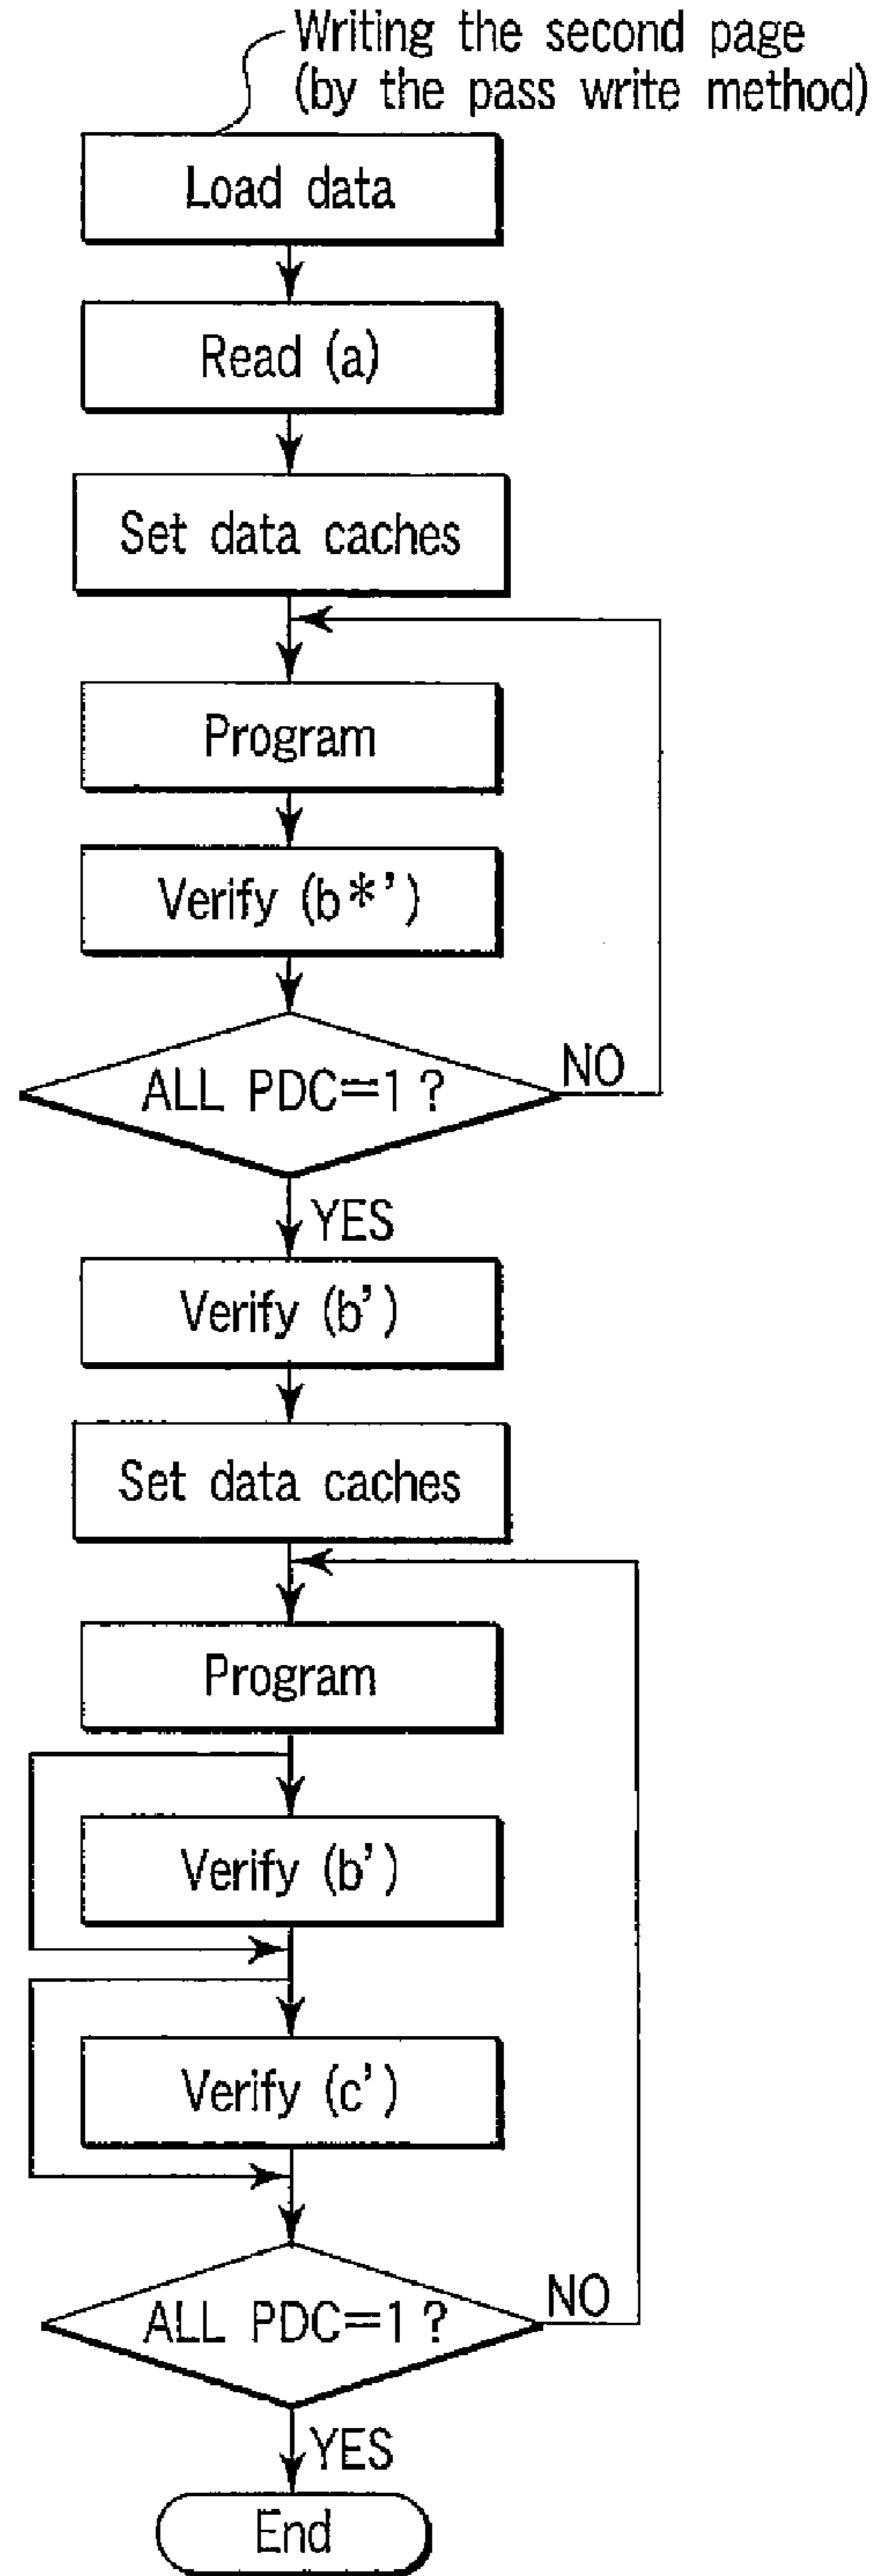 Writing the second page
(by the pass write method)
Load data
Read (a)
Set data caches
Program
Verify (b*')
ALL PDC=1 ?
NO
YES
Verify (b')
Set data caches
Program
Verify (b')
Verify (c')
ALL PDC=1 ?
NO
YES
End